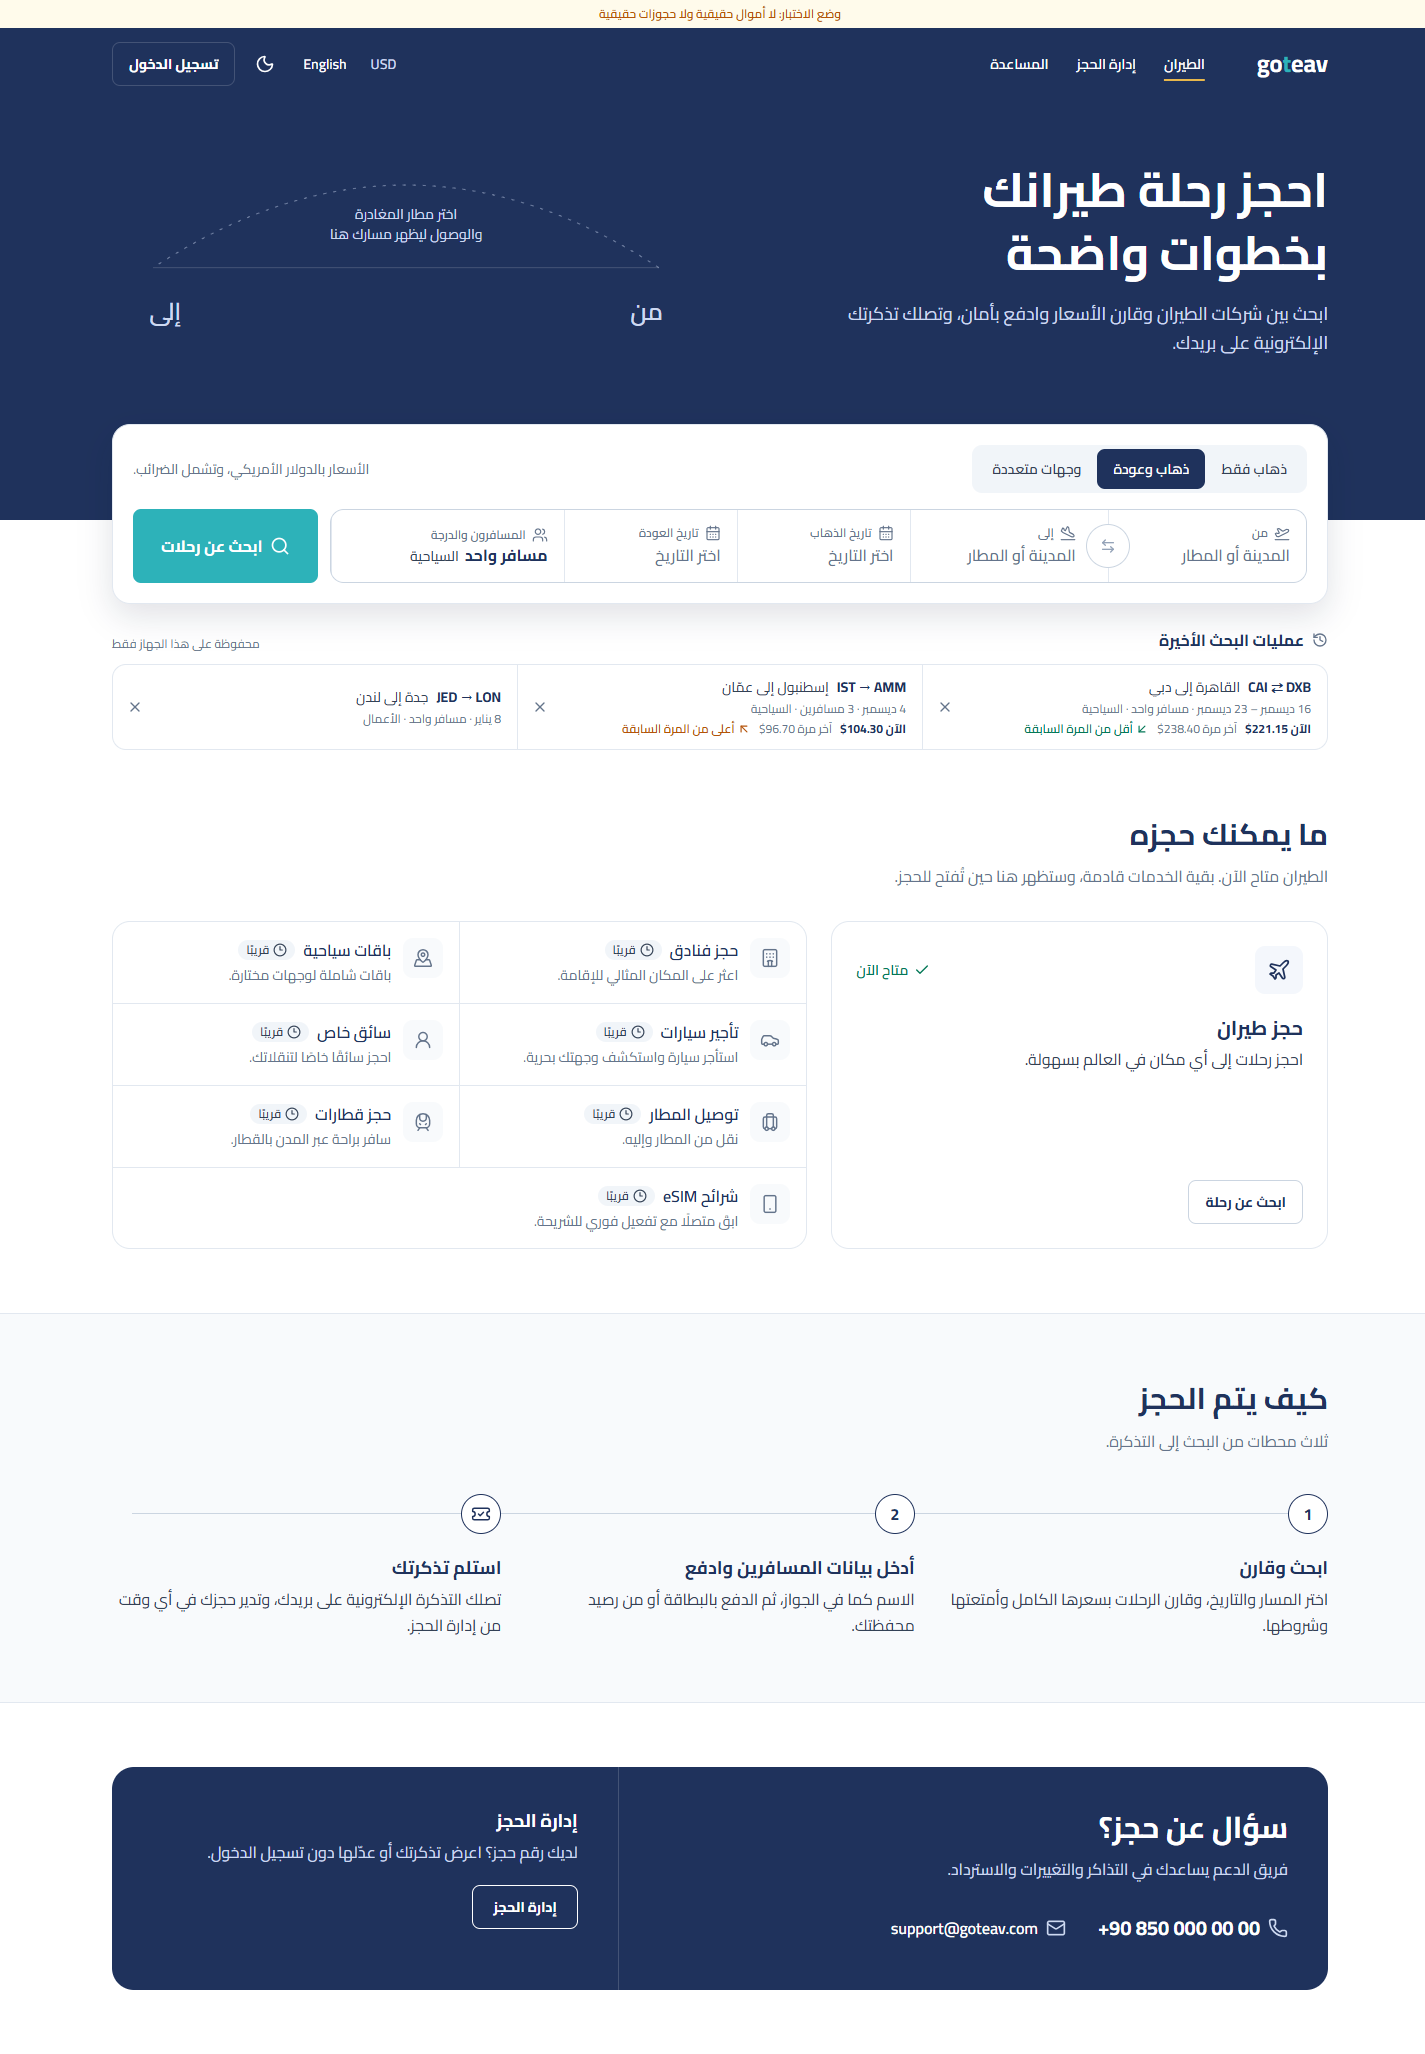 وضع الاختبار: لا أموال حقيقية ولا حجوزات حقيقية
goteav
الطيران
إدارة الحجز
المساعدة
USD
English
تسجيل الدخول
احجز رحلة طيرانك
بخطوات واضحة
ابحث بين شركات الطيران وقارن الأسعار وادفع بأمان، وتصلك تذكرتك
الإلكترونية على بريدك.
اختر مطار المغادرة
والوصول ليظهر مسارك هنا
من
إلى
ذهاب فقط
ذهاب وعودة
وجهات متعددة
الأسعار بالدولار الأمريكي، وتشمل الضرائب.
من
المدينة أو المطار
إلى
المدينة أو المطار
تاريخ الذهاب
اختر التاريخ
تاريخ العودة
اختر التاريخ
المسافرون والدرجة
مسافر واحد السياحية
ابحث عن رحلات
عمليات البحث الأخيرة
محفوظة على هذا الجهاز فقط
CAI ⇄ DXB القاهرة إلى دبي
16 ديسمبر – 23 ديسمبر · مسافر واحد · السياحية
الآن $221.15 آخر مرة $238.40 ↙ أقل من المرة السابقة
IST → AMM إسطنبول إلى عمّان
4 ديسمبر · 3 مسافرين · السياحية
الآن $104.30 آخر مرة $96.70 ↖ أعلى من المرة السابقة
JED → LON جدة إلى لندن
8 يناير · مسافر واحد · الأعمال
ما يمكنك حجزه
الطيران متاح الآن. بقية الخدمات قادمة، وستظهر هنا حين تُفتح للحجز.
متاح الآن
حجز طيران
احجز رحلات إلى أي مكان في العالم بسهولة.
ابحث عن رحلة
حجز فنادق قريبًا
اعثر على المكان المثالي للإقامة.
باقات سياحية قريبًا
باقات شاملة لوجهات مختارة.
تأجير سيارات قريبًا
استأجر سيارة واستكشف وجهتك بحرية.
سائق خاص قريبًا
احجز سائقًا خاصًا لتنقلاتك.
توصيل المطار قريبًا
نقل من المطار وإليه.
حجز قطارات قريبًا
سافر براحة عبر المدن بالقطار.
شرائح eSIM قريبًا
ابقَ متصلًا مع تفعيل فوري للشريحة.
كيف يتم الحجز
ثلاث محطات من البحث إلى التذكرة.
1
ابحث وقارن
اختر المسار والتاريخ، وقارن الرحلات بسعرها الكامل وأمتعتها
وشروطها.
2
أدخل بيانات المسافرين وادفع
الاسم كما في الجواز، ثم الدفع بالبطاقة أو من رصيد
محفظتك.
استلم تذكرتك
تصلك التذكرة الإلكترونية على بريدك، وتدير حجزك في أي وقت
من إدارة الحجز.
سؤال عن حجز؟
فريق الدعم يساعدك في التذاكر والتغييرات والاسترداد.
+90 850 000 00 00
support@goteav.com
إدارة الحجز
لديك رقم حجز؟ اعرض تذكرتك أو عدّلها دون تسجيل الدخول.
إدارة الحجز